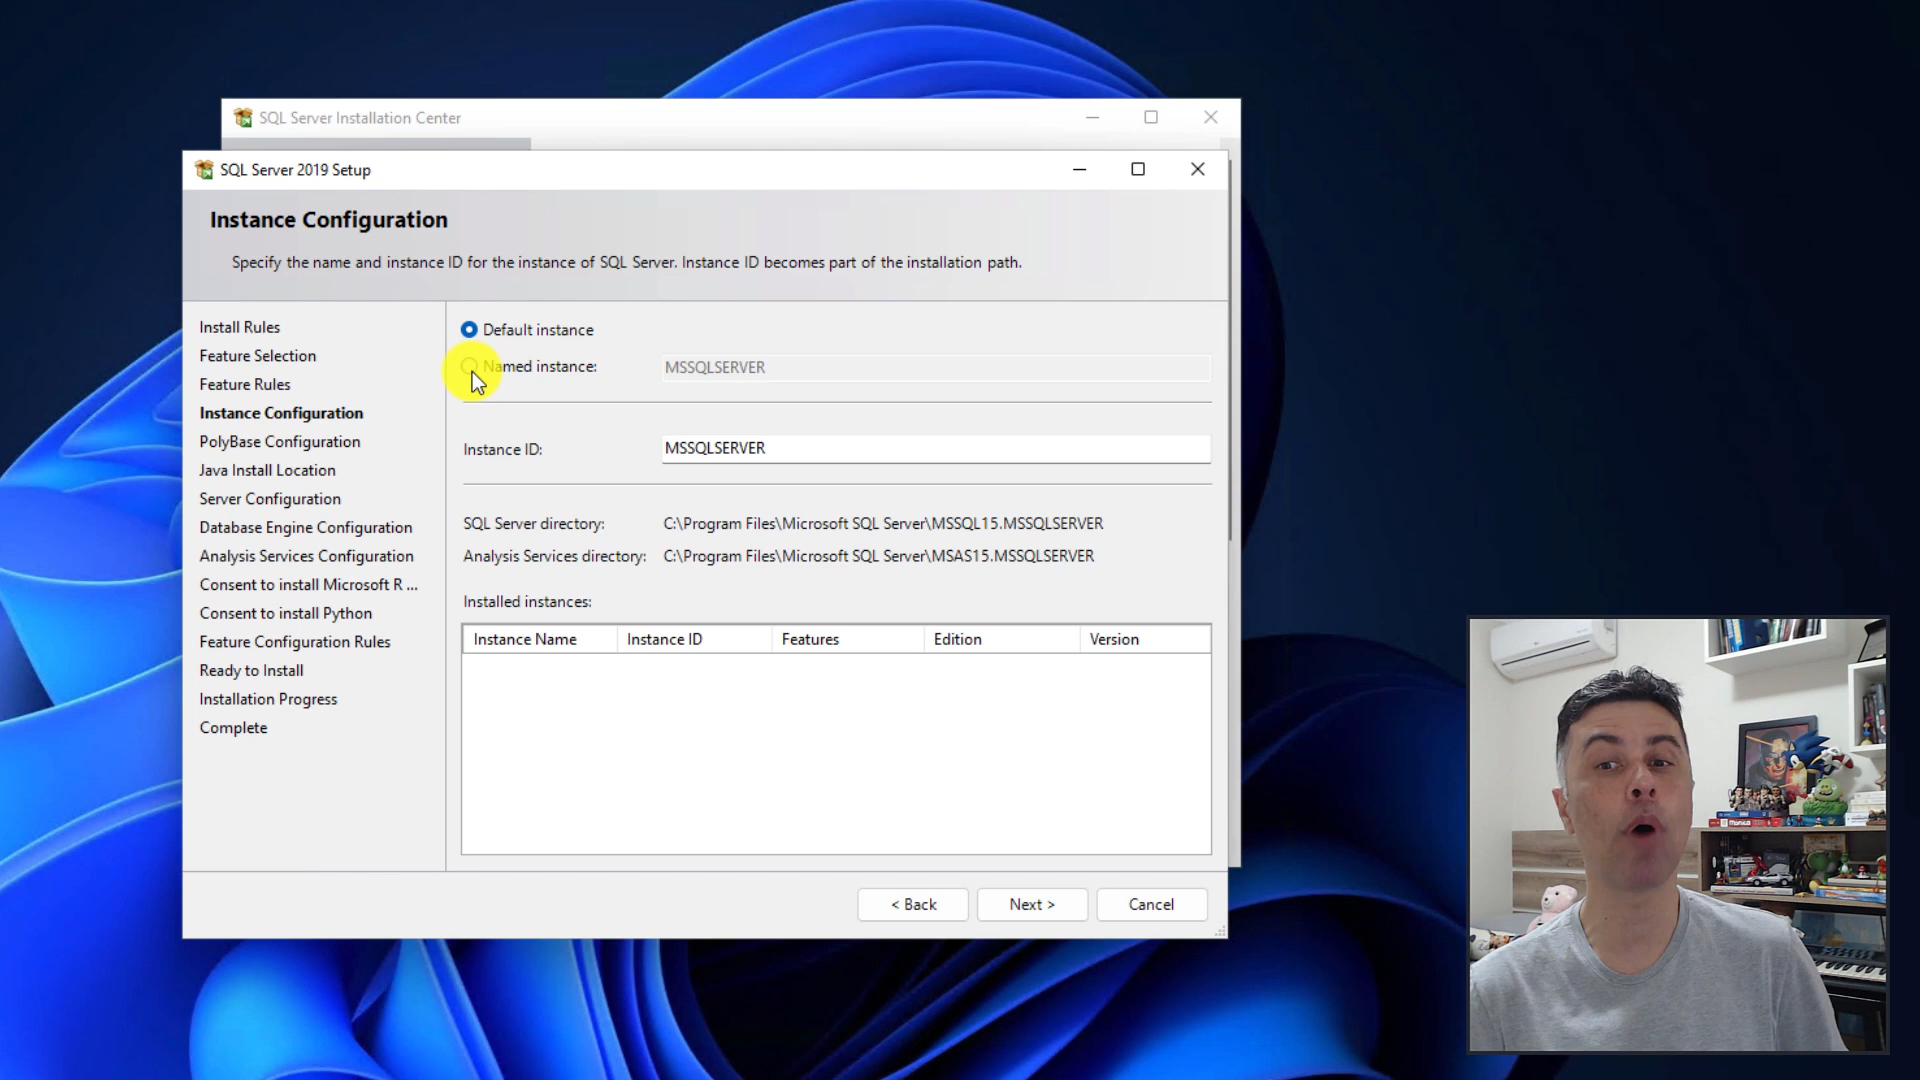 SQL Server Installation Center
SQL Server 2019 Setup
Instance Configuration
Specify the name and instance ID for the instance of SQL Server. Instance ID becomes part of the installation path.
Install Rules
Feature Selection
Feature Rules
Instance Configuration
PolyBase Configuration
Java Install Location
Server Configuration
Database Engine Configuration
Analysis Services Configuration
Consent to install Microsoft R ...
Consent to install Python
Feature Configuration Rules
Ready to Install
Installation Progress
Complete
Default instance
Named instance: MSSQLSERVER
Instance ID: MSSQLSERVER
SQL Server directory: C:\Program Files\Microsoft SQL Server\MSSQL15.MSSQLSERVER
Analysis Services directory: C:\Program Files\Microsoft SQL Server\MSAS15.MSSQLSERVER
Installed instances:
Instance Name Instance ID Features Edition Version
< Back Next > Cancel